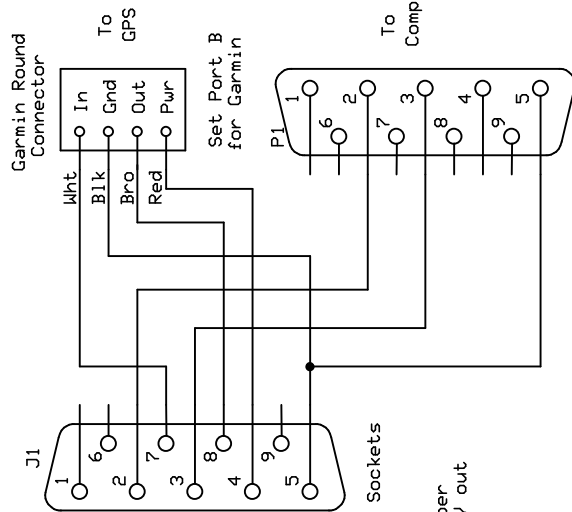 Garmin Round
Connector
To
GPS
In
Gnd
Out
Pwr
Wht
Blk
Bro
Red
Set Port B
for Garmin
P1
To
Comp
1
2
3
4
5
6
7
8
9
J1
1
2
3
4
5
6
7
8
9
Sockets
out